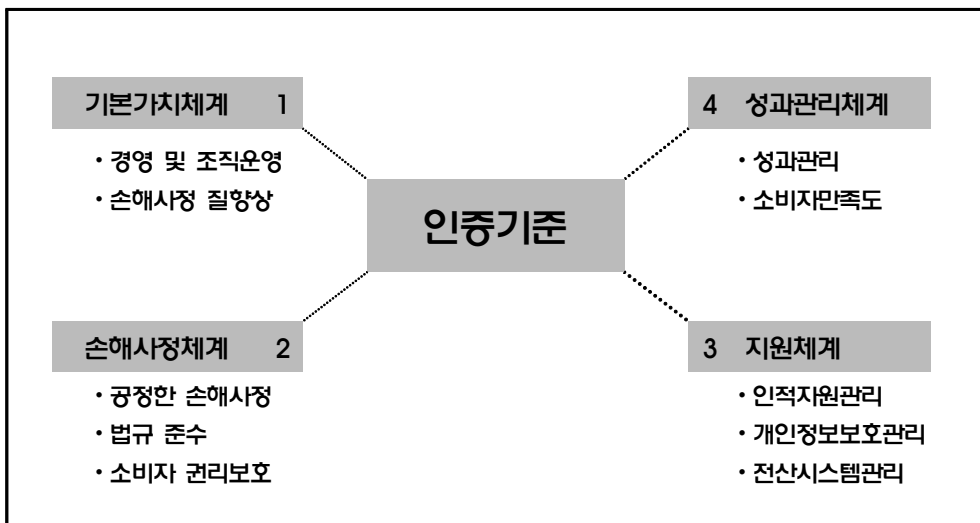 기본가치체계 1
• 경영 및 조직운영
• 손해사정 질향상
4 성과관리체계
• 성과관리
• 소비자만족도
인증기준
손해사정체계 2
• 공정한 손해사정
• 법규 준수
• 소비자 권리보호
3 지원체계
• 인적자원관리
• 개인정보보호관리
• 전산시스템관리